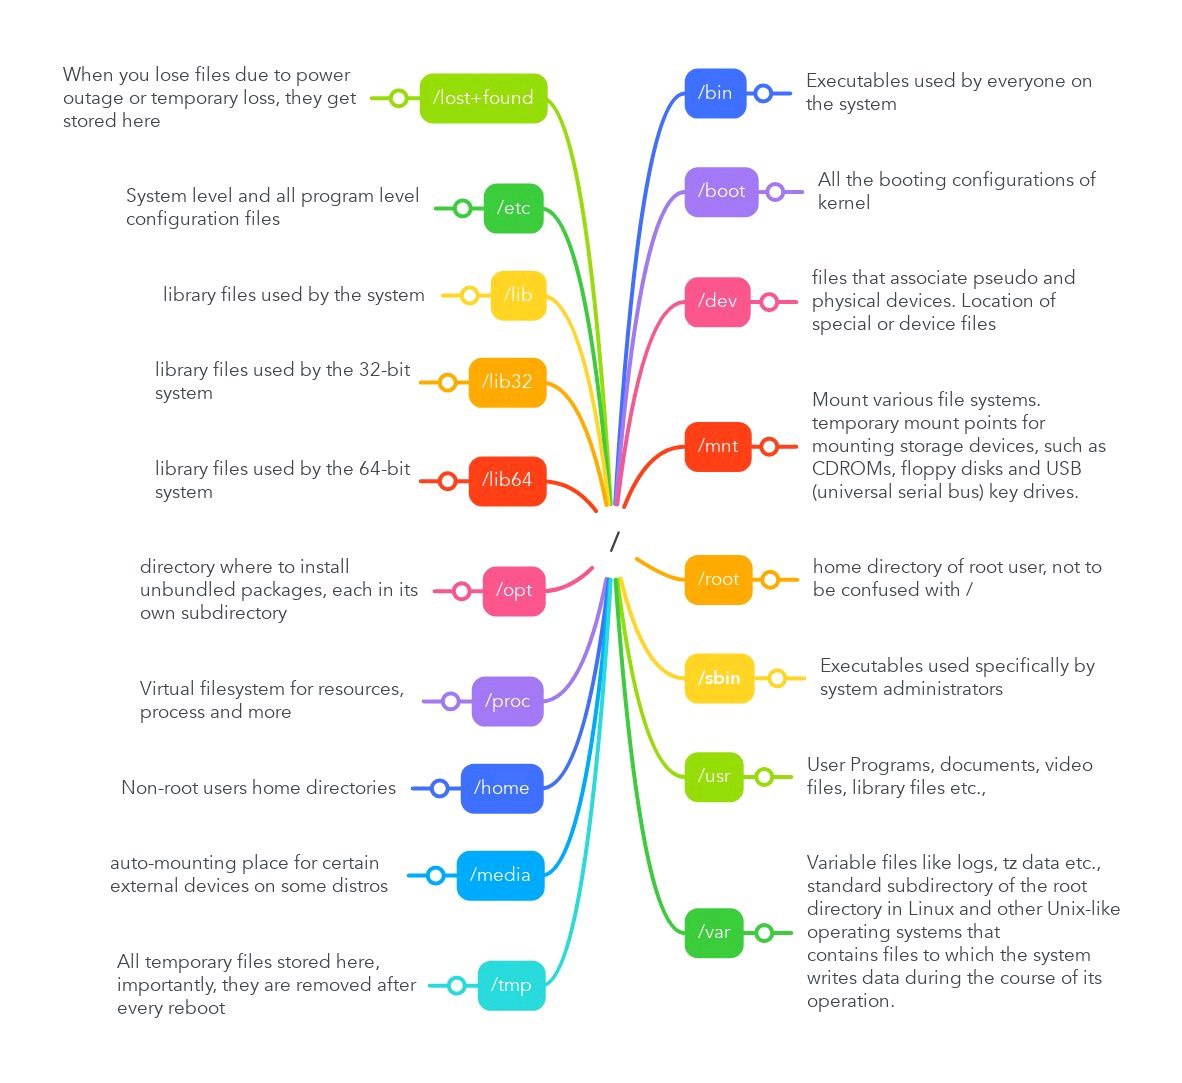 When you lose files due to power
outage or temporary loss, they get
stored here
/lost+found
System level and all program level
configuration files
/etc
library files used by the system
/lib
library files used by the 32-bit
system
/lib32
library files used by the 64-bit
system
/lib64
directory where to install
unbundled packages, each in its
own subdirectory
/opt
Virtual filesystem for resources,
process and more
/proc
Non-root users home directories
/home
auto-mounting place for certain
external devices on some distros
/media
All temporary files stored here,
importantly, they are removed after
every reboot
/tmp
/
/bin
Executables used by everyone on
the system
/boot
All the booting configurations of
kernel
/dev
files that associate pseudo and
physical devices. Location of
special or device files
/mnt
Mount various file systems.
temporary mount points for
mounting storage devices, such as
CDROMs, floppy disks and USB
(universal serial bus) key drives.
/root
home directory of root user, not to
be confused with /
/sbin
Executables used specifically by
system administrators
/usr
User Programs, documents, video
files, library files etc.,
/var
Variable files like logs, tz data etc.,
standard subdirectory of the root
directory in Linux and other Unix-like
operating systems that
contains files to which the system
writes data during the course of its
operation.